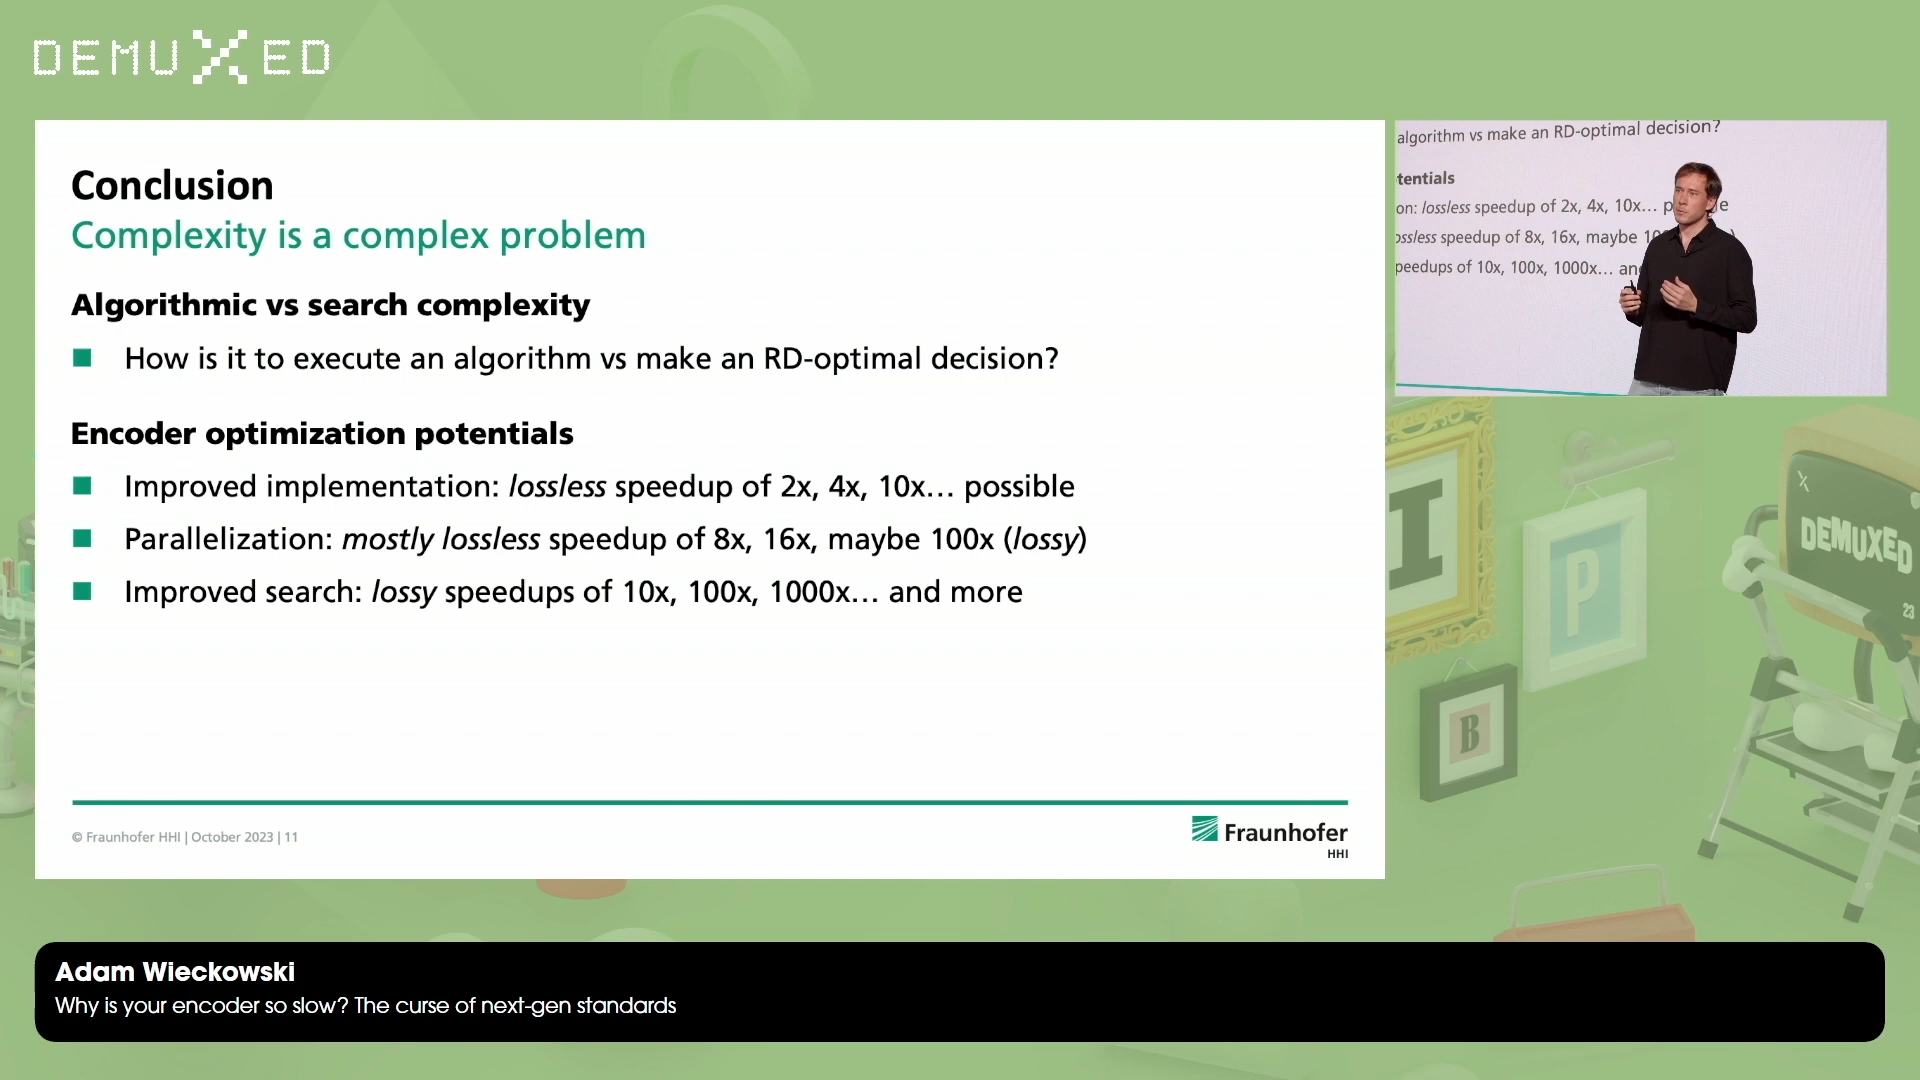 DEMUXED
Conclusion
Complexity is a complex problem
Algorithmic vs search complexity
How is it to execute an algorithm vs make an RD-optimal decision?
Encoder optimization potentials
Improved implementation: lossless speedup of 2x, 4x, 10x... possible
Parallelization: mostly lossless speedup of 8x, 16x, maybe 100x (lossy)
Improved search: lossy speedups of 10x, 100x, 1000x... and more
© Fraunhofer HHI | October 2023 | 11
Fraunhofer
HHI
algorithm vs make an RD-optimal decision?
tentials
on: lossless speedup of 2x, 4x, 10x...
ossless speedup of 8x, 16x, maybe
peedups of 10x, 100x, 1000x...
I
P
B
DEMUXED
23
Adam Wieckowski
Why is your encoder so slow? The curse of next-gen standards